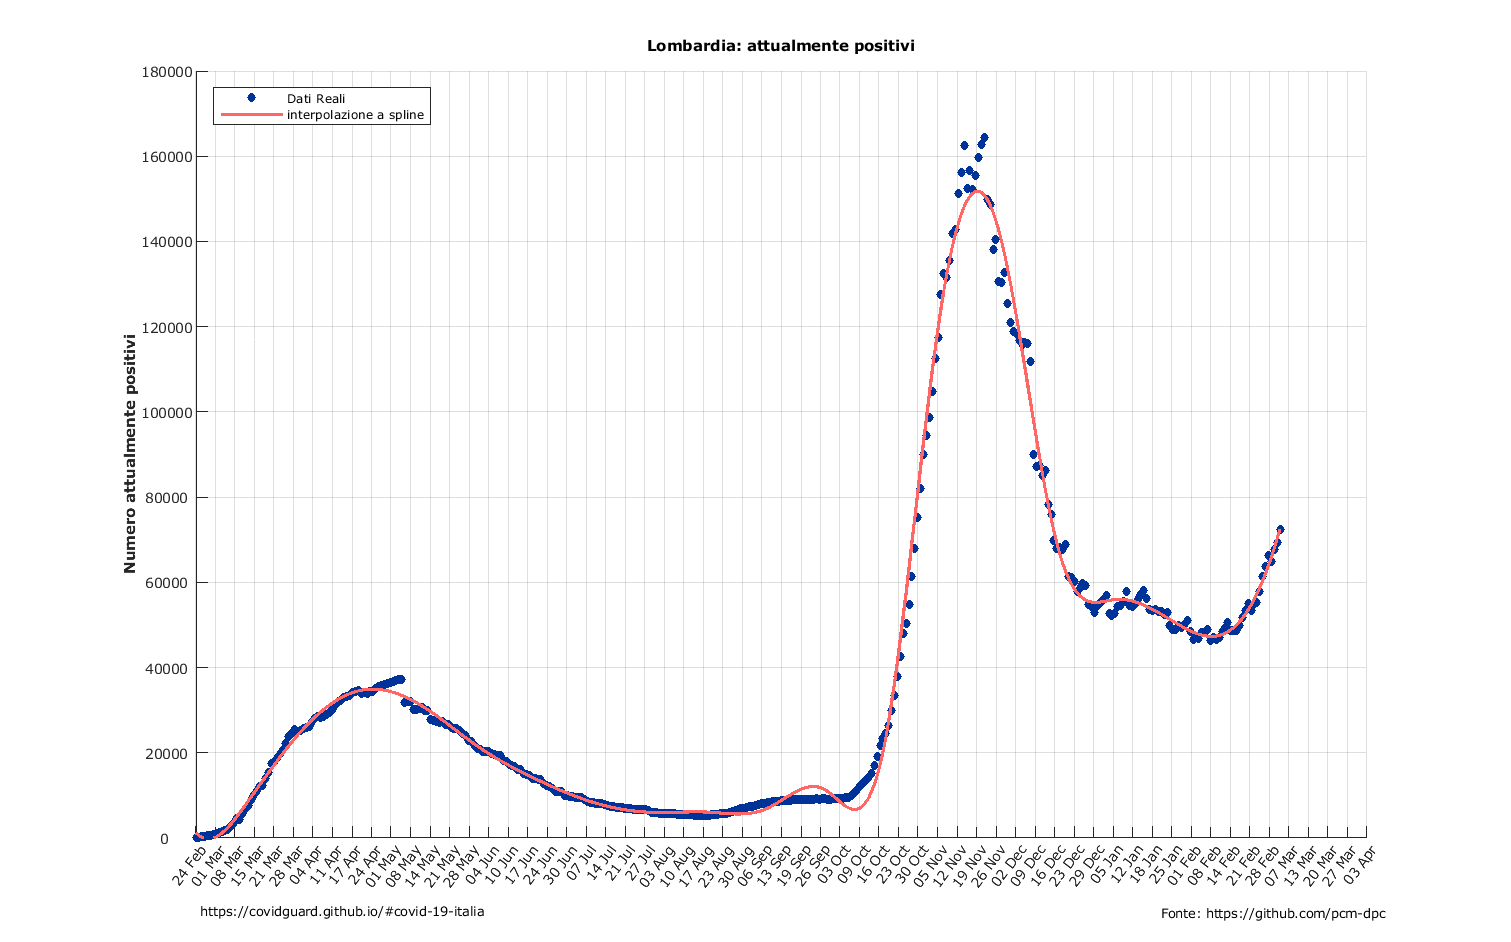 Lombardia: attualmente positivi
180000
160000
140000
120000
100000
80000
60000
40000
20000
0
Numero attualmente positivi
Dati Reali
interpolazione a spline
24 Feb
01 Mar
08 Mar
15 Mar
21 Mar
28 Mar
04 Apr
11 Apr
17 Apr
24 Apr
01 May
08 May
14 May
21 May
28 May
04 Jun
10 Jun
17 Jun
24 Jun
30 Jun
07 Jul
14 Jul
21 Jul
27 Jul
03 Aug
10 Aug
17 Aug
23 Aug
30 Aug
06 Sep
13 Sep
19 Sep
26 Sep
03 Oct
09 Oct
16 Oct
23 Oct
30 Oct
05 Nov
12 Nov
19 Nov
26 Nov
02 Dec
09 Dec
16 Dec
23 Dec
29 Dec
05 Jan
12 Jan
18 Jan
25 Jan
01 Feb
08 Feb
14 Feb
21 Feb
28 Feb
07 Mar
13 Mar
20 Mar
27 Mar
03 Apr
https://covidguard.github.io/#covid-19-italia
Fonte: https://github.com/pcm-dpc